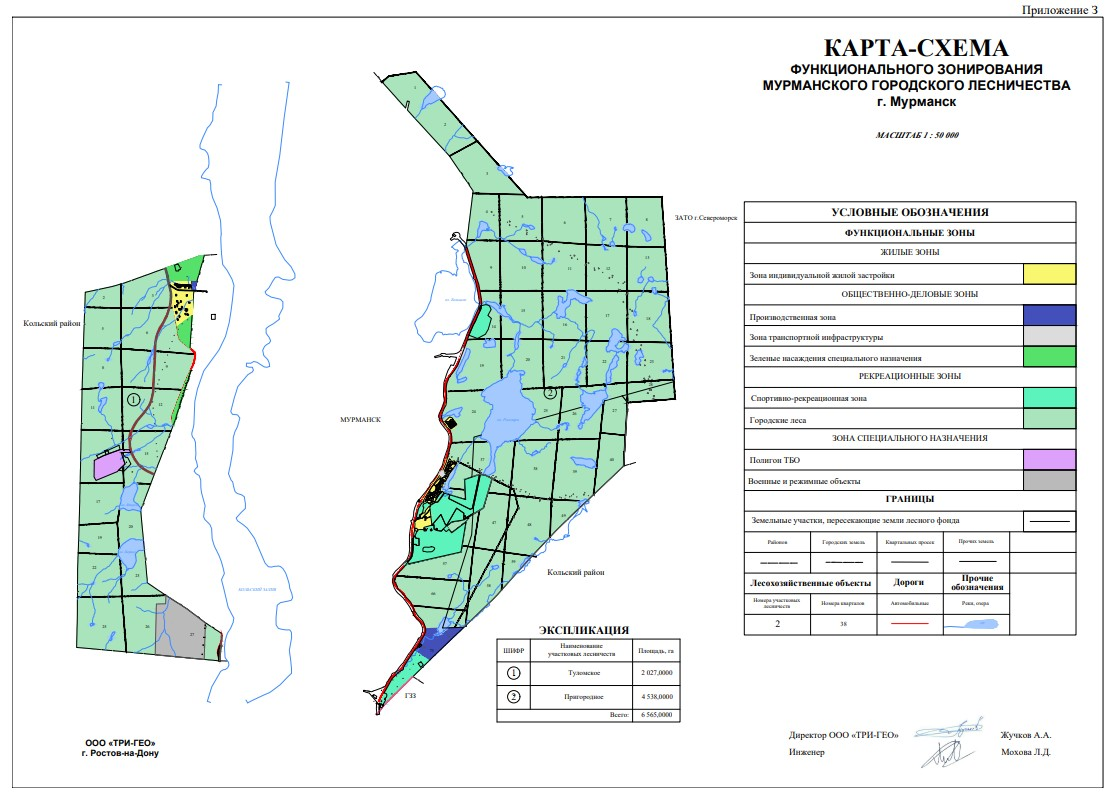 Приложение 3
КАРТА-СХЕМА
ФУНКЦИОНАЛЬНОГО ЗОНИРОВАНИЯ
МУРМАНСКОГО ГОРОДСКОГО ЛЕСНИЧЕСТВА
г. Мурманск
МАСШТАБ 1 : 50 000
ЗАТО г.Североморск
Кольский район
1
2
МУРМАНСК
Кольский район
ГЗЗ
КОЛЬСКИЙ ЗАЛИВ
УСЛОВНЫЕ ОБОЗНАЧЕНИЯ
ФУНКЦИОНАЛЬНЫЕ ЗОНЫ
ЖИЛЫЕ ЗОНЫ
Зона индивидуальной жилой застройки
ОБЩЕСТВЕННО-ДЕЛОВЫЕ ЗОНЫ
Производственная зона
Зона транспортной инфраструктуры
Зеленые насаждения специального назначения
РЕКРЕАЦИОННЫЕ ЗОНЫ
Спортивно-рекреационная зона
Городские леса
ЗОНА СПЕЦИАЛЬНОГО НАЗНАЧЕНИЯ
Полигон ТБО
Военные и режимные объекты
ГРАНИЦЫ
Земельные участки, пересекающие земли лесного фонда
Районов Городских земель Квартальных просек Прочих земель
Лесохозяйственные объекты Дороги Прочие
обозначения
Номера участковых
лесничеств Номера кварталов Автомобильные Реки, озера
2 38
ЭКСПЛИКАЦИЯ
ШИФР Наименование
участковых лесничеств Площадь, га
1 Туломское 2 027,0000
2 Пригородное 4 538,0000
Всего: 6 565,0000
ООО «ТРИ-ГЕО»
г. Ростов-на-Дону
Директор ООО «ТРИ-ГЕО» Жучков А.А.
Инженер Мохова Л.Д.